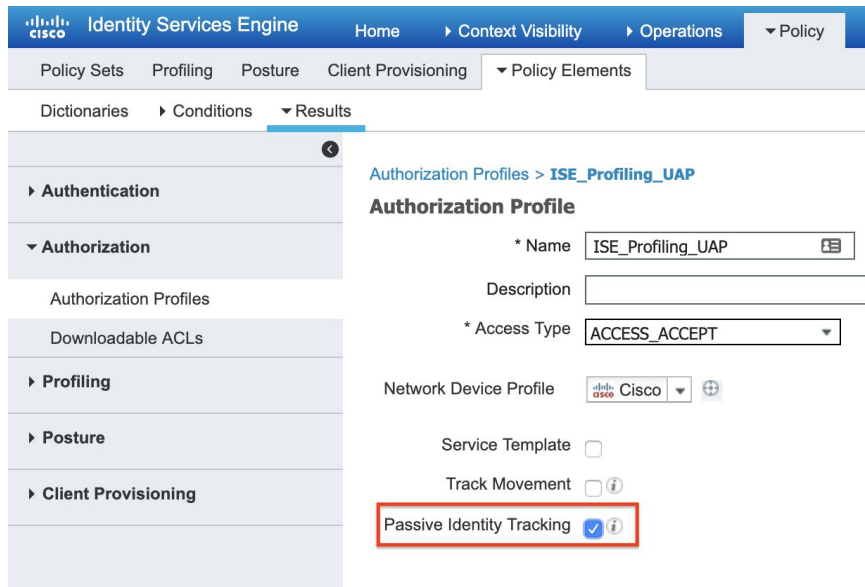 cisco Identity Services Engine Home Context Visibility Operations Policy
Policy Sets Profiling Posture Client Provisioning Policy Elements
Dictionaries Conditions Results
Authentication
Authorization
Authorization Profiles
Downloadable ACLs
Profiling
Posture
Client Provisioning
Authorization Profiles > ISE_Profiling_UAP
Authorization Profile
* Name ISE_Profiling_UAP
Description
* Access Type ACCESS_ACCEPT
Network Device Profile cisco Cisco
Service Template
Track Movement i
Passive Identity Tracking i